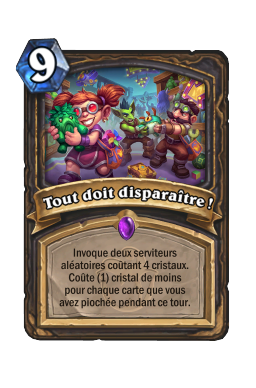 9
Tout doit disparaître !
Invoque deux serviteurs
aléatoires coûtant 4 cristaux.
Coûte (1) cristal de moins
pour chaque carte que vous
avez piochée pendant ce tour.